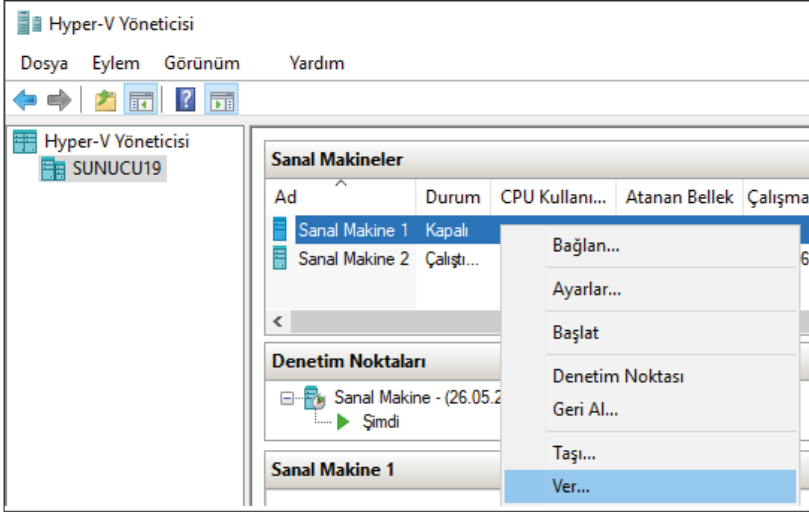 Hyper-V Yöneticisi
Dosya Eylem Görünüm Yardım
Hyper-V Yöneticisi
SUNUCU19
Sanal Makineler
Ad Durum CPU Kullanı... Atanan Bellek Çalışma
Sanal Makine 1 Kapalı
Sanal Makine 2 Çalıştı... 6
Bağlan...
Ayarlar...
Başlat
Denetim Noktası
Geri Al...
Taşı...
Ver...
Denetim Noktaları
Sanal Makine - (26.05.2
Şimdi
Sanal Makine 1